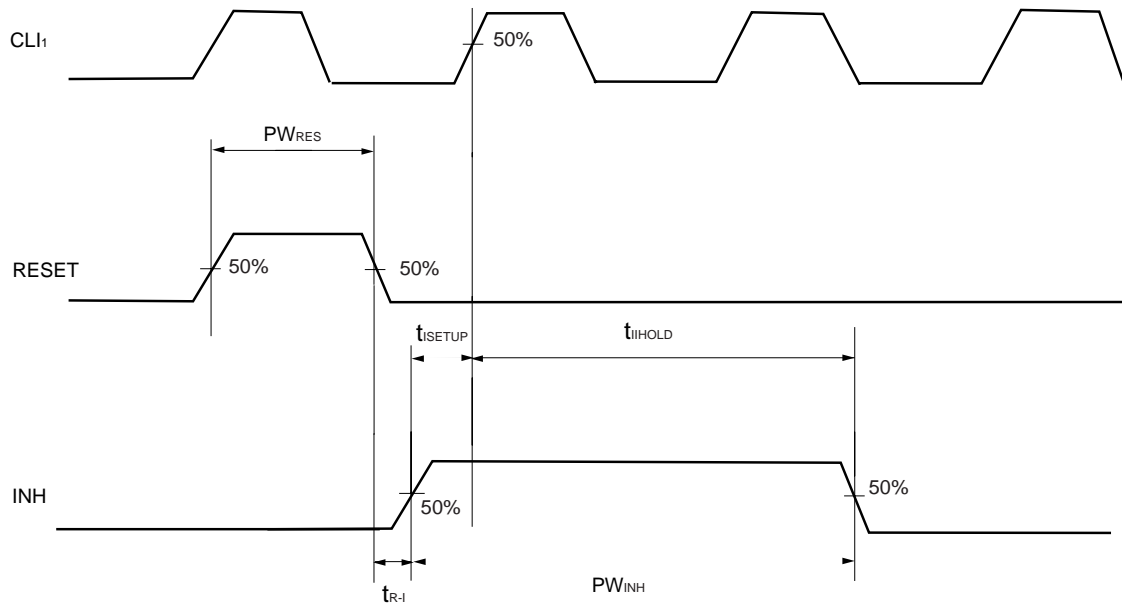 CLI1
50%
PWRES
RESET
50%
50%
tISETUP
tIIHOLD
INH
50%
50%
tR-I
PWINH